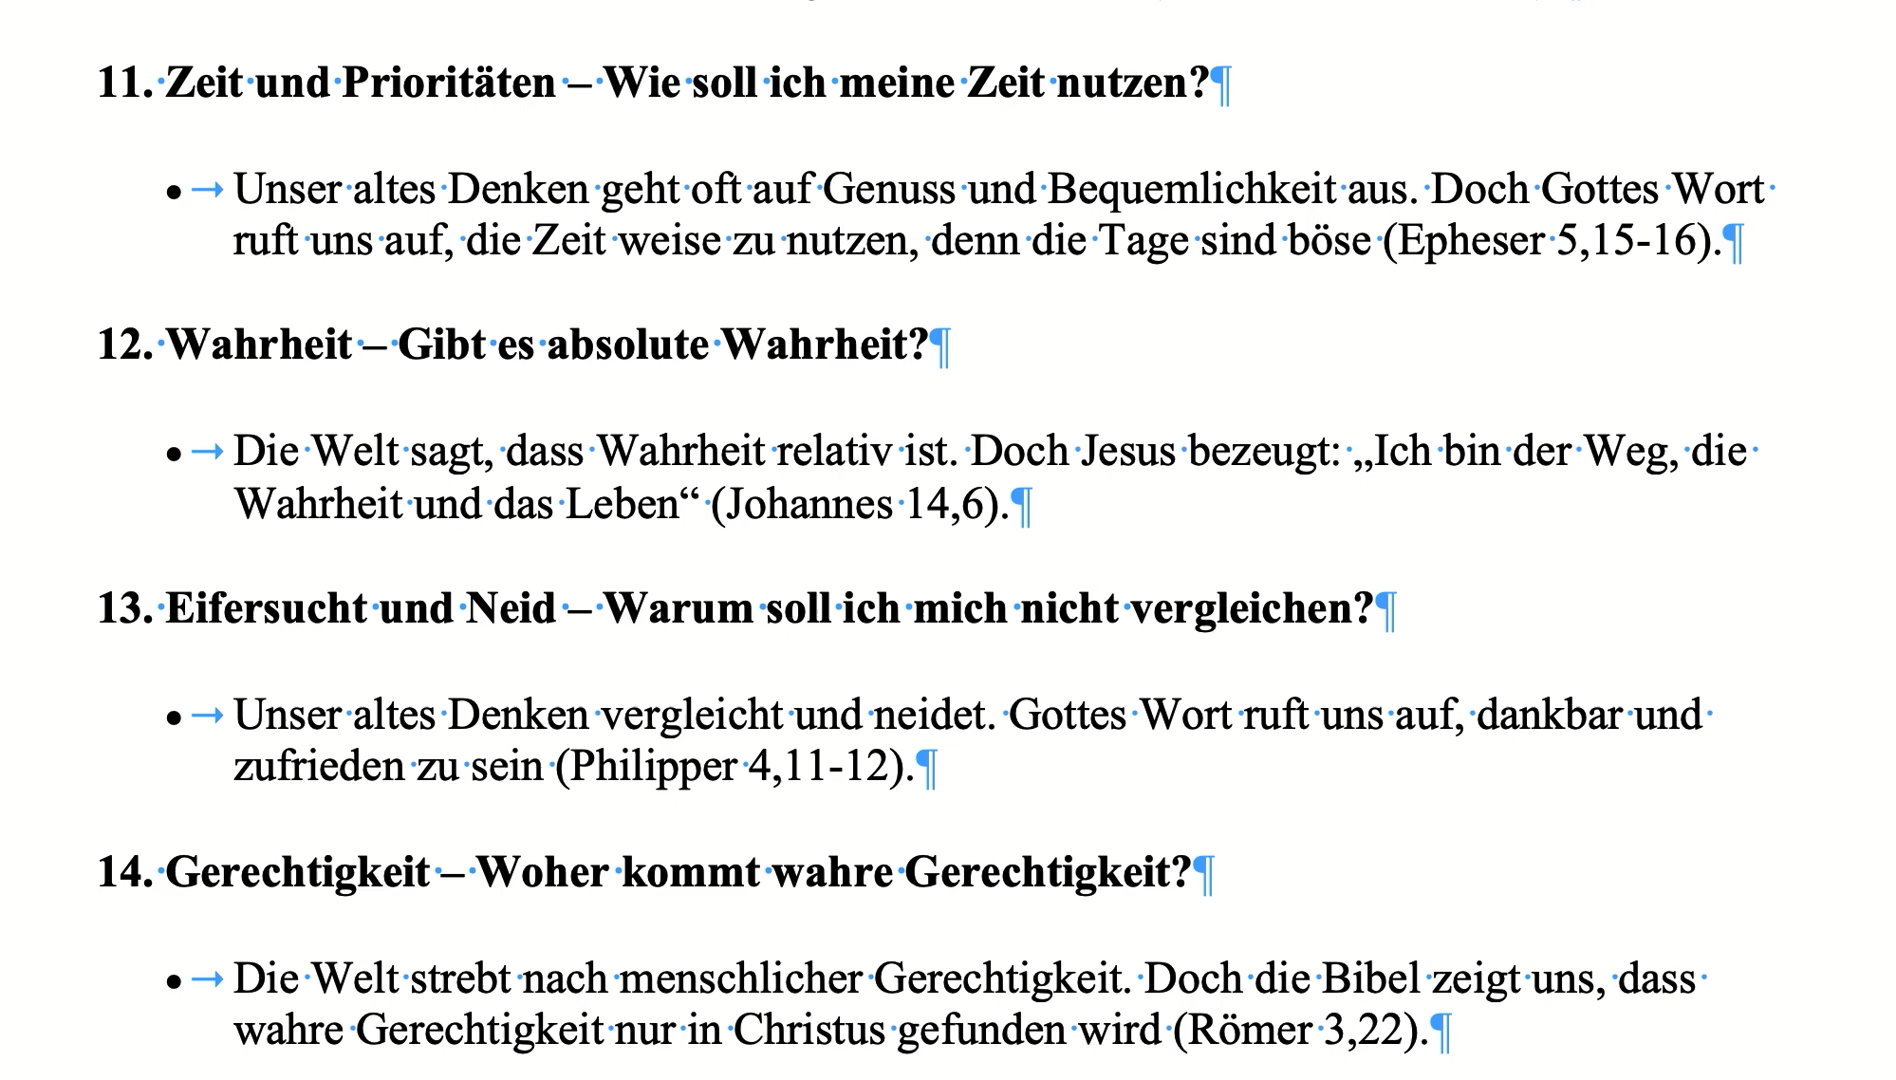 11. Zeit und Prioritäten – Wie soll ich meine Zeit nutzen?¶
• → Unser altes Denken geht oft auf Genuss und Bequemlichkeit aus. Doch Gottes Wort
ruft uns auf, die Zeit weise zu nutzen, denn die Tage sind böse (Epheser 5,15-16).¶
12. Wahrheit – Gibt es absolute Wahrheit?¶
• → Die Welt sagt, dass Wahrheit relativ ist. Doch Jesus bezeugt: „Ich bin der Weg, die
Wahrheit und das Leben“ (Johannes 14,6).¶
13. Eifersucht und Neid – Warum soll ich mich nicht vergleichen?¶
• → Unser altes Denken vergleicht und neidet. Gottes Wort ruft uns auf, dankbar und
zufrieden zu sein (Philipper 4,11-12).¶
14. Gerechtigkeit – Woher kommt wahre Gerechtigkeit?¶
• → Die Welt strebt nach menschlicher Gerechtigkeit. Doch die Bibel zeigt uns, dass
wahre Gerechtigkeit nur in Christus gefunden wird (Römer 3,22).¶